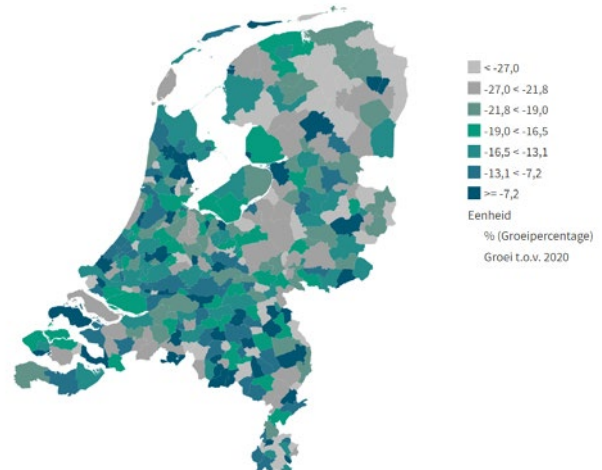 < -27,0
-27,0 < -21,8
-21,8 < -19,0
-19,0 < -16,5
-16,5 < -13,1
-13,1 < -7,2
>= -7,2
Eenheid
% (Groeipercentage)
Groei t.o.v. 2020